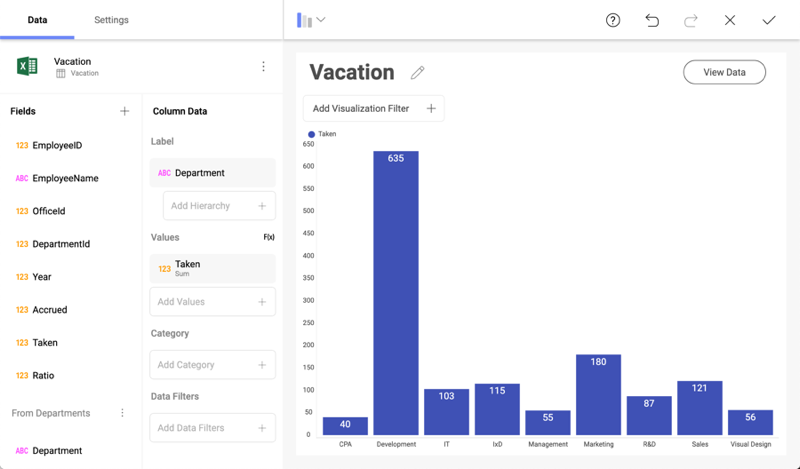 Data
Settings
Vacation
Vacation
Fields
123 EmployeeID
ABC EmployeeName
123 OfficeId
123 DepartmentId
123 Year
123 Accrued
123 Taken
123 Ratio
From Departments
ABC Department
Column Data
Label
ABC Department
Add Hierarchy
Values F(x)
123 Taken
Sum
Add Values
Category
Add Category
Data Filters
Add Data Filters
Vacation
View Data
Add Visualization Filter
Taken
650
600
550
500
450
400
350
300
250
200
150
100
50
0
40
635
103
115
55
180
87
121
56
CPA Development IT IxD Management Marketing R&D Sales Visual Design